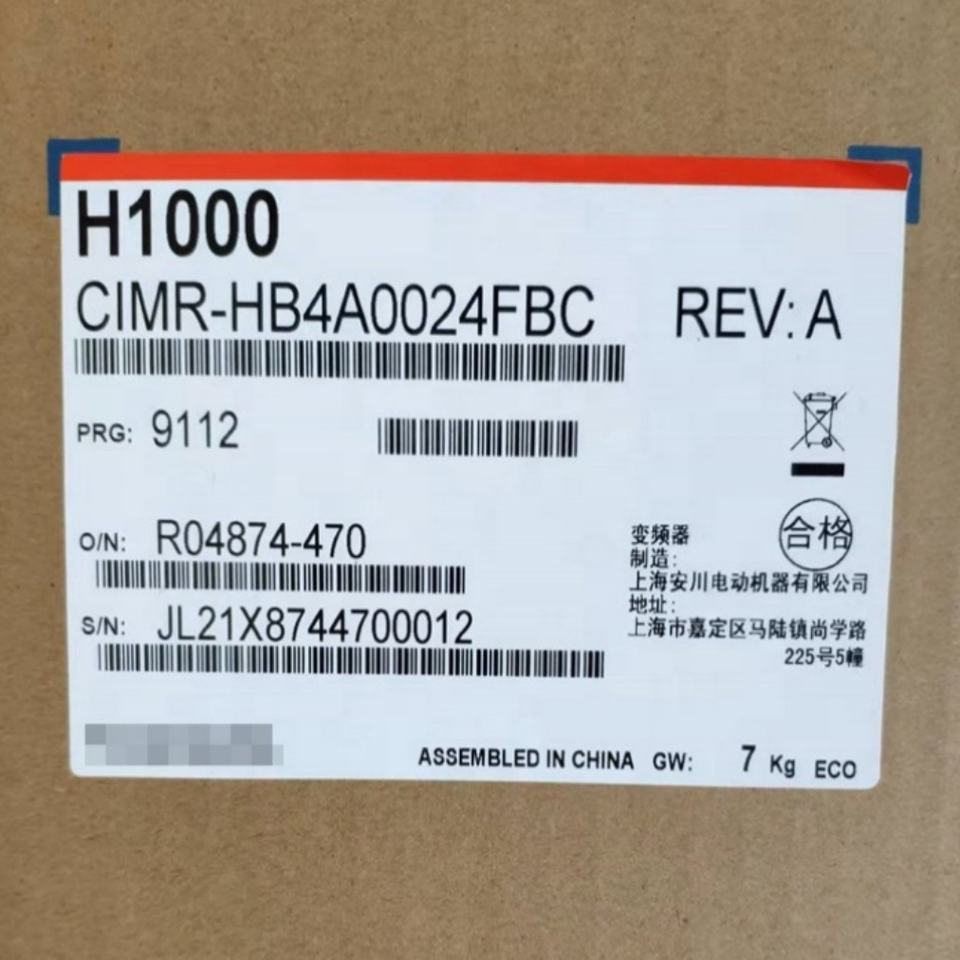 H1000
CIMR-HB4A0024FBC REV: A
PRG: 9112
O/N: R04874-470
S/N: JL21X8744700012
合格
变频器
制造:
上海安川电动机器有限公司
地址:
上海市嘉定区马陆镇尚学路
225号5幢
ASSEMBLED IN CHINA GW: 7 Kg ECO